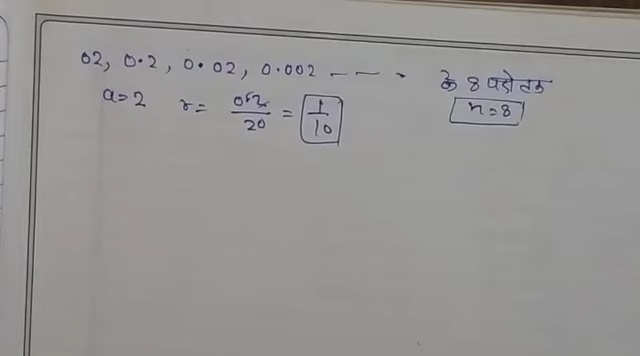 02, 0.2, 0.02, 0.002 - - - . के 8 पदो तक
a=2 r= 0.2/20 = 1/10 n=8